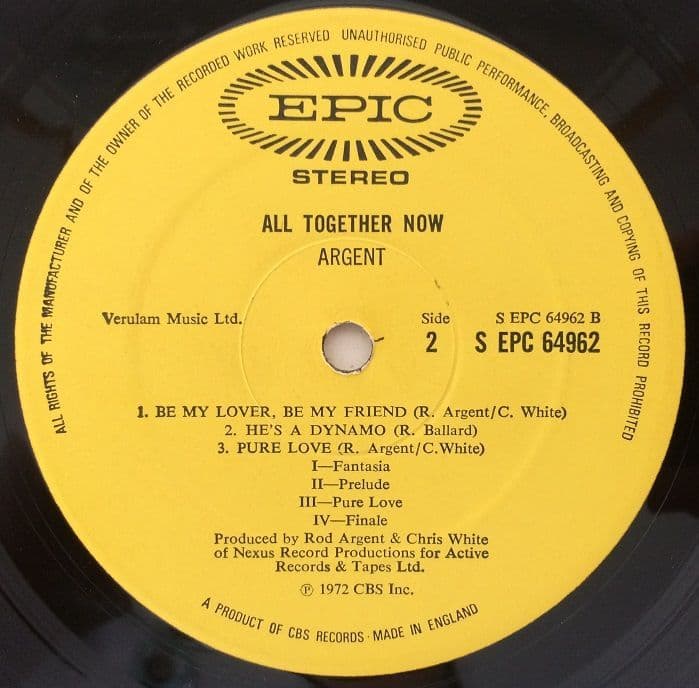 ALL RIGHTS OF THE MANUFACTURER AND OF THE OWNER OF THE RECORDED WORK RESERVED UNAUTHORISED PUBLIC PERFORMANCE, BROADCASTING AND COPYING OF THIS RECORD PROHIBITED
EPIC
STEREO
ALL TOGETHER NOW
ARGENT
Verulam Music Ltd. Side S EPC 64962 B
2 S EPC 64962
1. BE MY LOVER, BE MY FRIEND (R. Argent/C. White)
2. HE'S A DYNAMO (R. Ballard)
3. PURE LOVE (R. Argent/C.White)
I—Fantasia
II—Prelude
III—Pure Love
IV—Finale
Produced by Rod Argent & Chris White
of Nexus Record Productions for Active
Records & Tapes Ltd.
℗ 1972 CBS Inc.
A PRODUCT OF CBS RECORDS · MADE IN ENGLAND